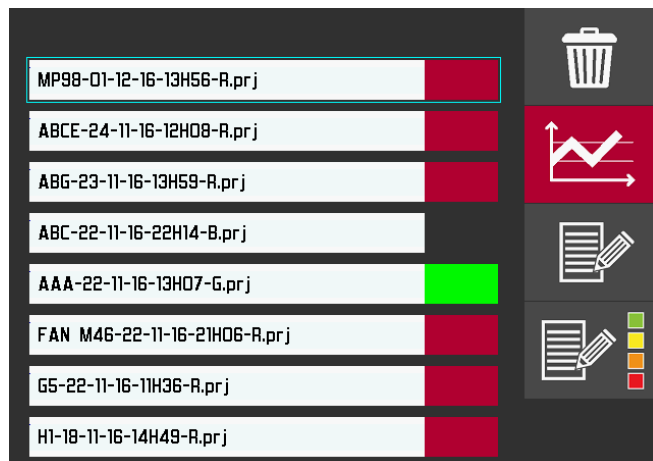 MP98-01-12-16-13H56-R.prj
ABCE-24-11-16-12H08-R.prj
ABG-23-11-16-13H59-R.prj
ABC-22-11-16-22H14-B.prj
AAA-22-11-16-13H07-G.prj
FAN M46-22-11-16-21H06-R.prj
G5-22-11-16-11H36-R.prj
H1-18-11-16-14H49-R.prj